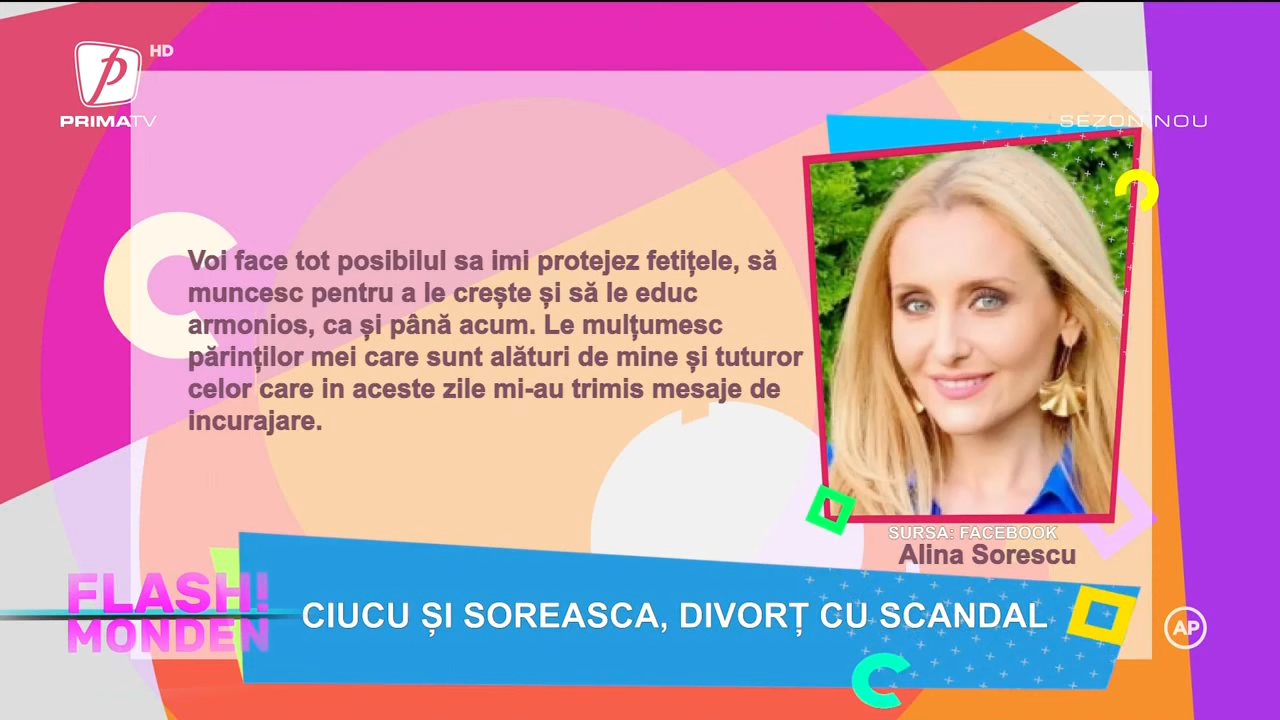 HD
PRIMATV
SEZON NOU
Voi face tot posibilul sa imi protejez fetițele, să
muncesc pentru a le crește și să le educ
armonios, ca și până acum. Le mulțumesc
părinților mei care sunt alături de mine și tuturor
celor care in aceste zile mi-au trimis mesaje de
incurajare.
SURSA: FACEBOOK
Alina Sorescu
FLASH!
MONDEN
CIUCU ȘI SOREASCA, DIVORȚ CU SCANDAL
AP